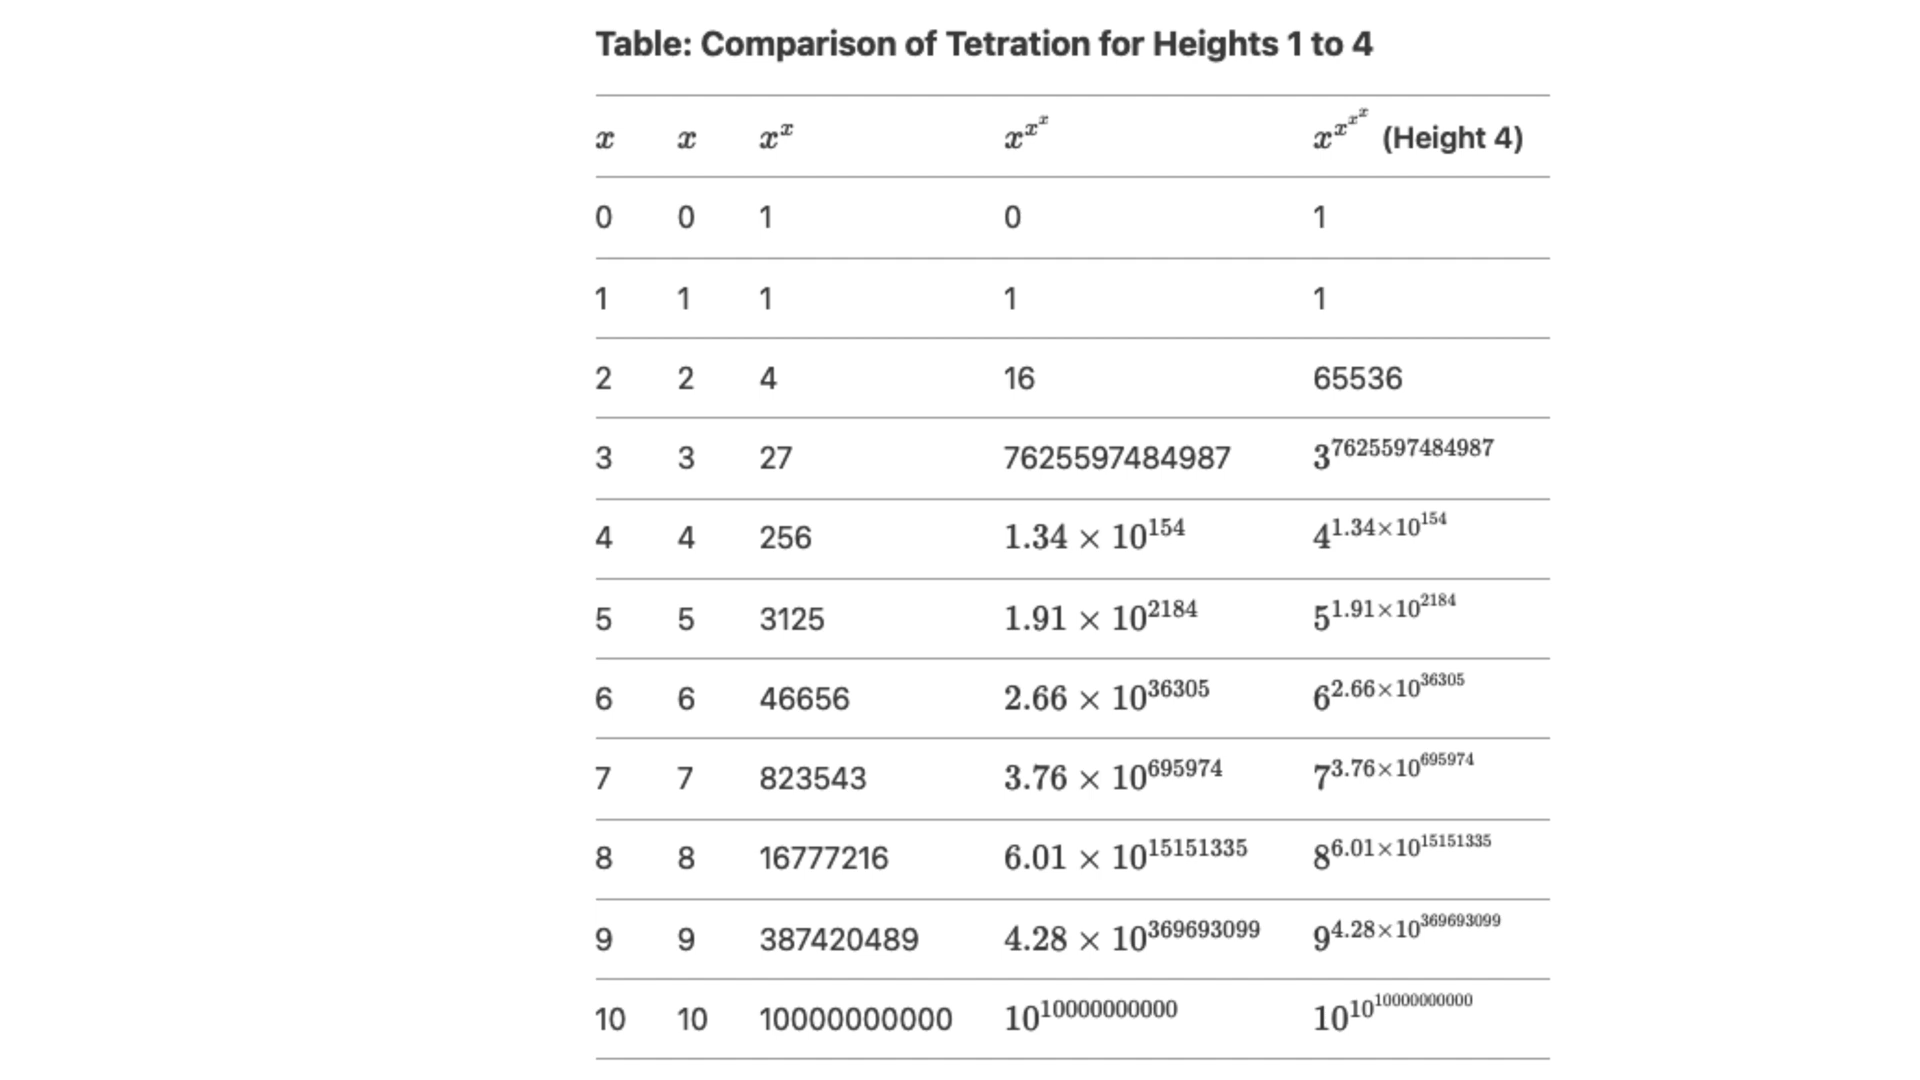 Table: Comparison of Tetration for Heights 1 to 4
x x x^x x^{x^x} x^{x^{x^x}} (Height 4)
0 0 1 0 1
1 1 1 1 1
2 2 4 16 65536
3 3 27 7625597484987 3^{7625597484987}
4 4 256 1.34 × 10^{154} 4^{1.34×10^{154}}
5 5 3125 1.91 × 10^{2184} 5^{1.91×10^{2184}}
6 6 46656 2.66 × 10^{36305} 6^{2.66×10^{36305}}
7 7 823543 3.76 × 10^{695974} 7^{3.76×10^{695974}}
8 8 16777216 6.01 × 10^{15151335} 8^{6.01×10^{15151335}}
9 9 387420489 4.28 × 10^{369693099} 9^{4.28×10^{369693099}}
10 10 10000000000 10^{10000000000} 10^{10^{10000000000}}